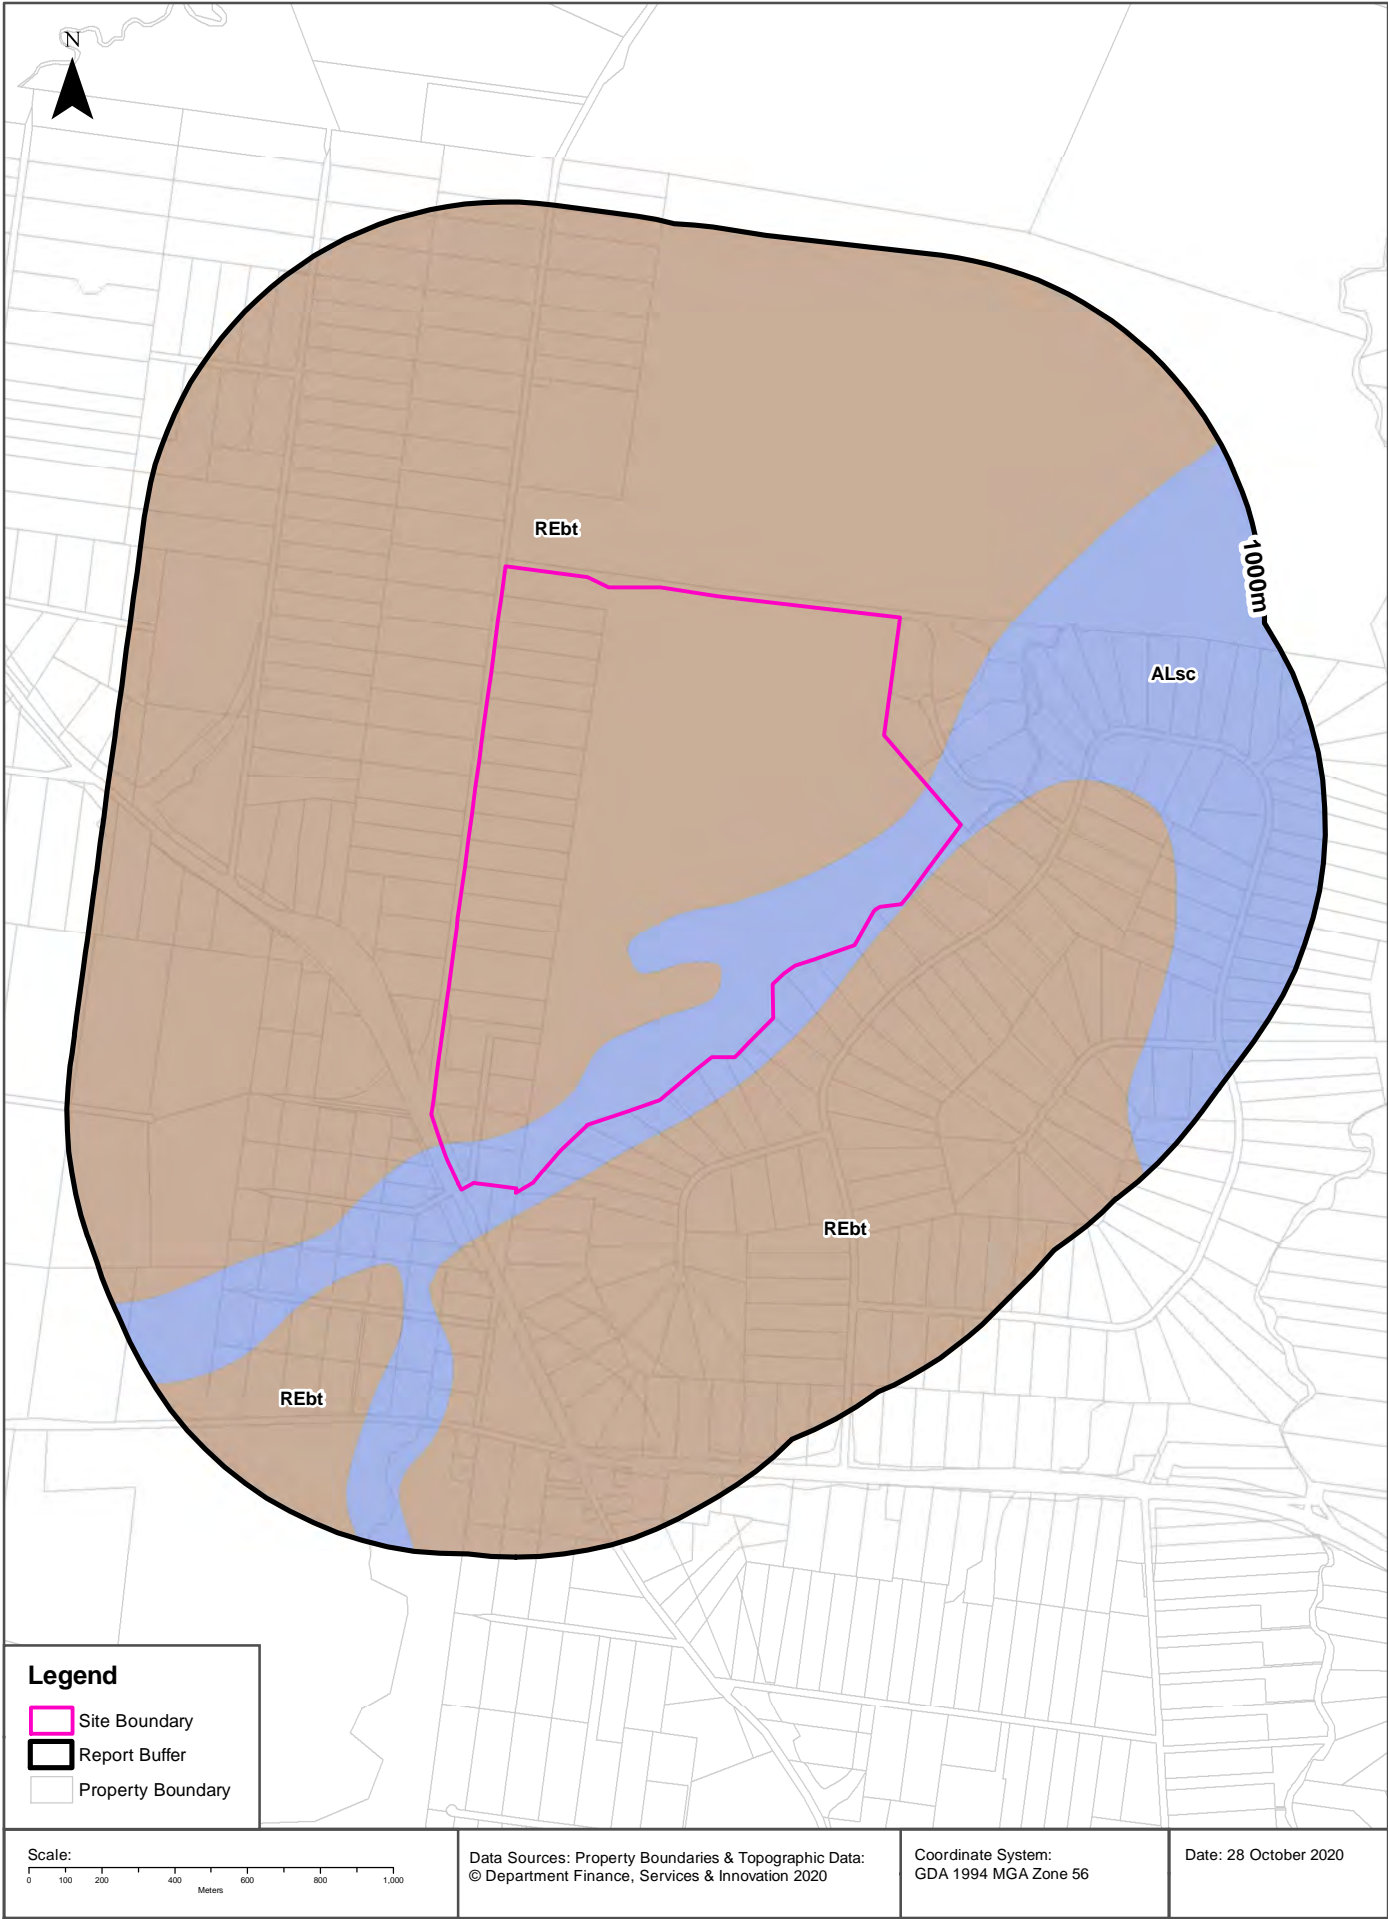 N
REbt
1000m
ALsc
REbt
REbt
Legend
Site Boundary
Report Buffer
Property Boundary
Scale:
0 100 200 400 600 800 1,000
Meters
Data Sources: Property Boundaries & Topographic Data:
© Department Finance, Services & Innovation 2020
Coordinate System:
GDA 1994 MGA Zone 56
Date: 28 October 2020